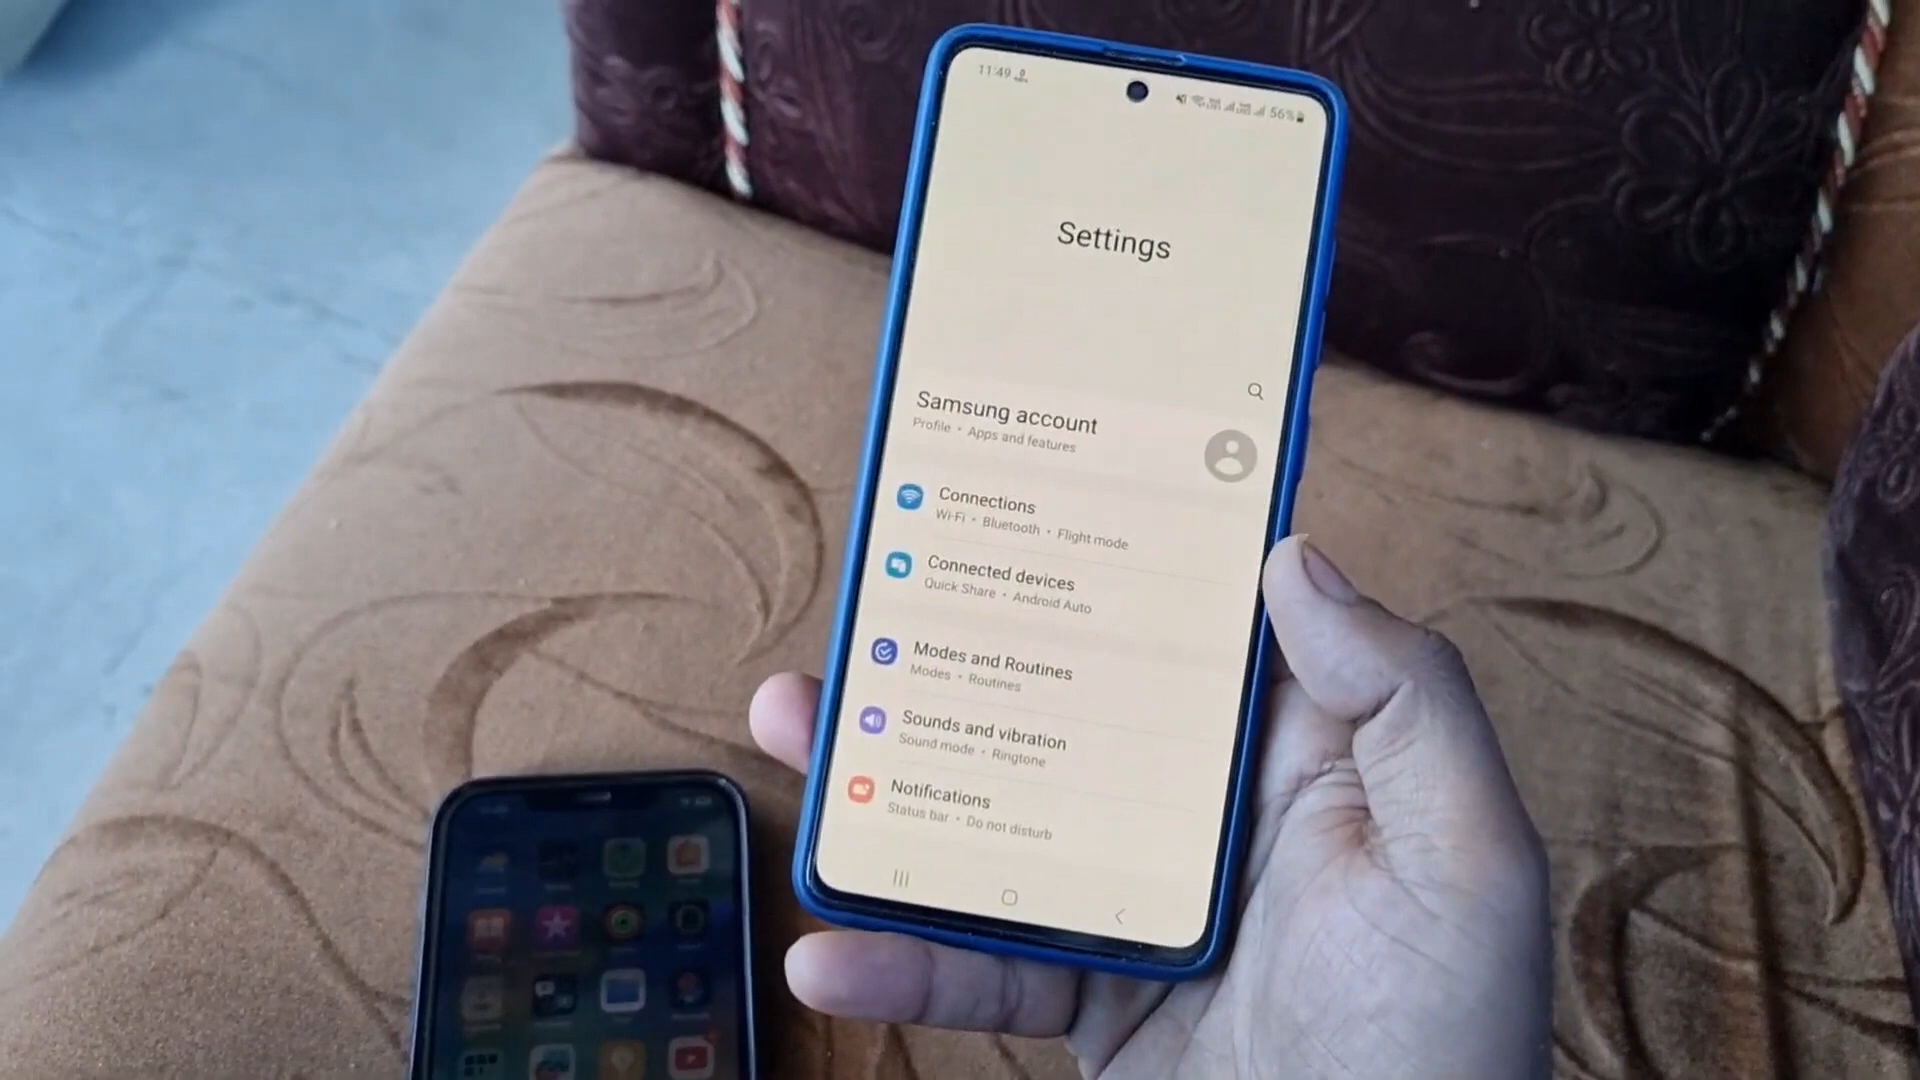 11:49
56%
Settings
Samsung account
Profile • Apps and features
Connections
Wi-Fi • Bluetooth • Flight mode
Connected devices
Quick Share • Android Auto
Modes and Routines
Modes • Routines
Sounds and vibration
Sound mode • Ringtone
Notifications
Status bar • Do not disturb